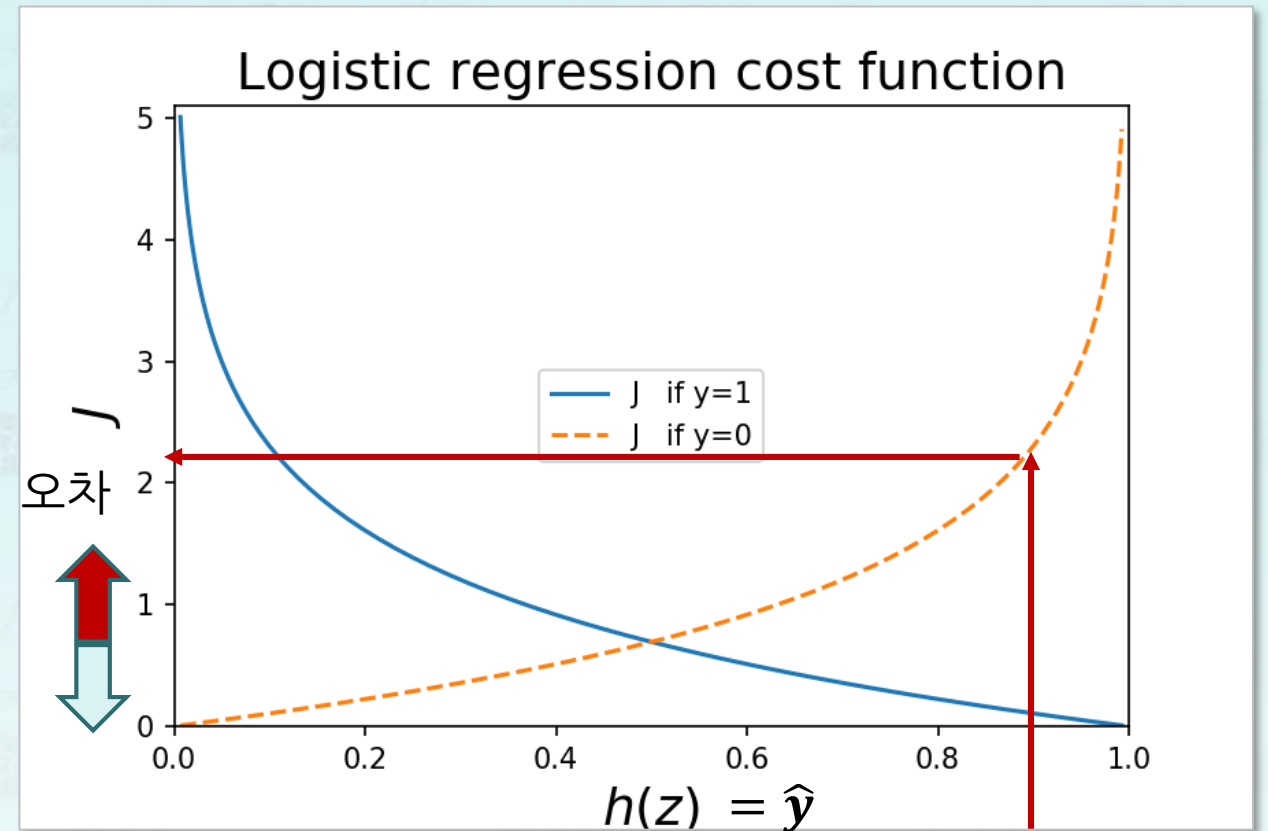 Logistic regression cost function
5
4
3
J if y=1
J if y=0
J
오차
2
1
0
0.0 0.2 0.4 0.6 0.8 1.0
h(z) = ŷ